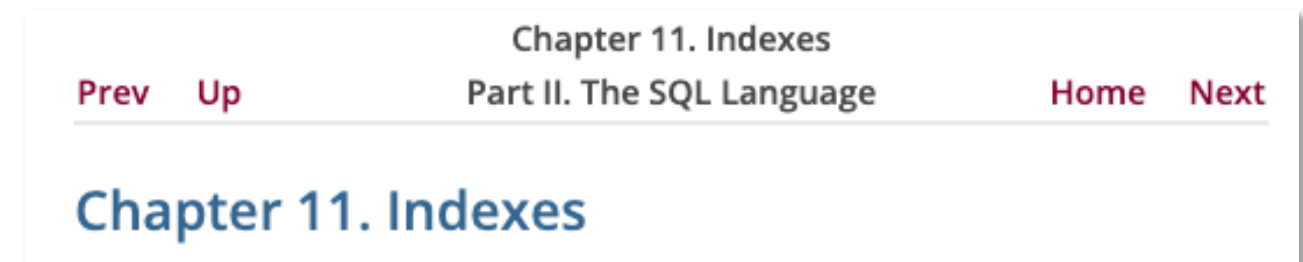 Chapter 11. Indexes
Prev Up Part II. The SQL Language Home Next
Chapter 11. Indexes